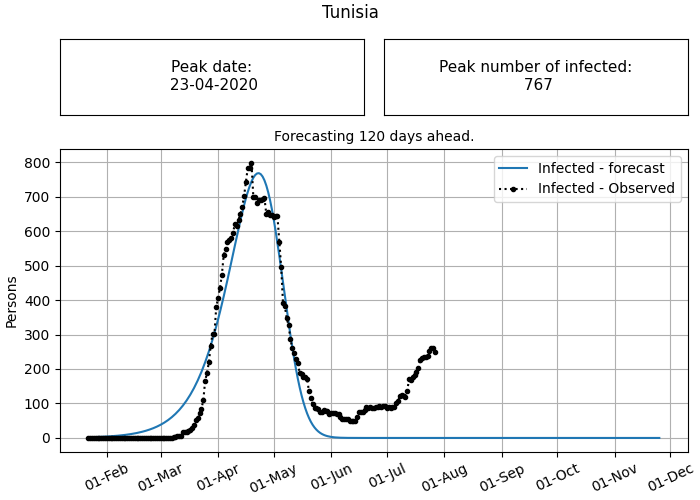 Tunisia
Peak date:
23-04-2020
Peak number of infected:
767
Forecasting 120 days ahead.
Infected - forecast
Infected - Observed
Persons
800
700
600
500
400
300
200
100
0
01-Feb
01-Mar
01-Apr
01-May
01-Jun
01-Jul
01-Aug
01-Sep
01-Oct
01-Nov
01-Dec